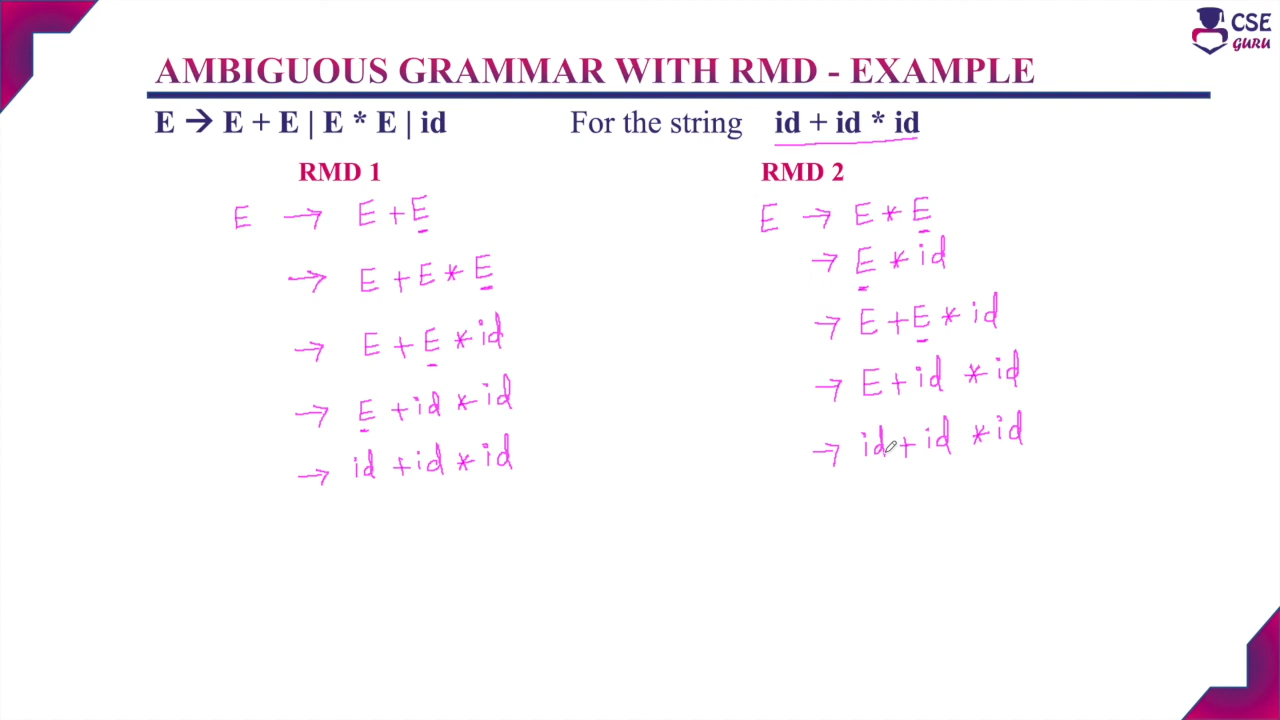 CSE
GURU
AMBIGUOUS GRAMMAR WITH RMD - EXAMPLE
E → E + E | E * E | id For the string id + id * id
RMD 1
E → E + E
→ E + E * E
→ E + E * id
→ E + id * id
→ id + id * id
RMD 2
E → E * E
→ E * id
→ E + E * id
→ E + id * id
→ id + id * id